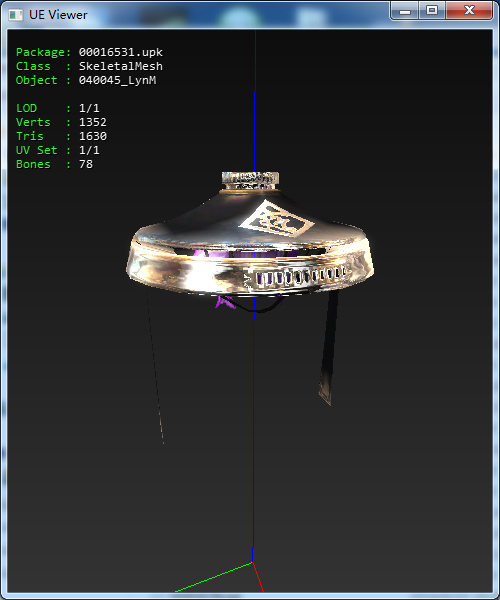 UE Viewer
Package: 00016531.upk
Class : SkeletalMesh
Object : 040045_LynM
LOD : 1/1
Verts : 1352
Tris : 1630
UV Set : 1/1
Bones : 78